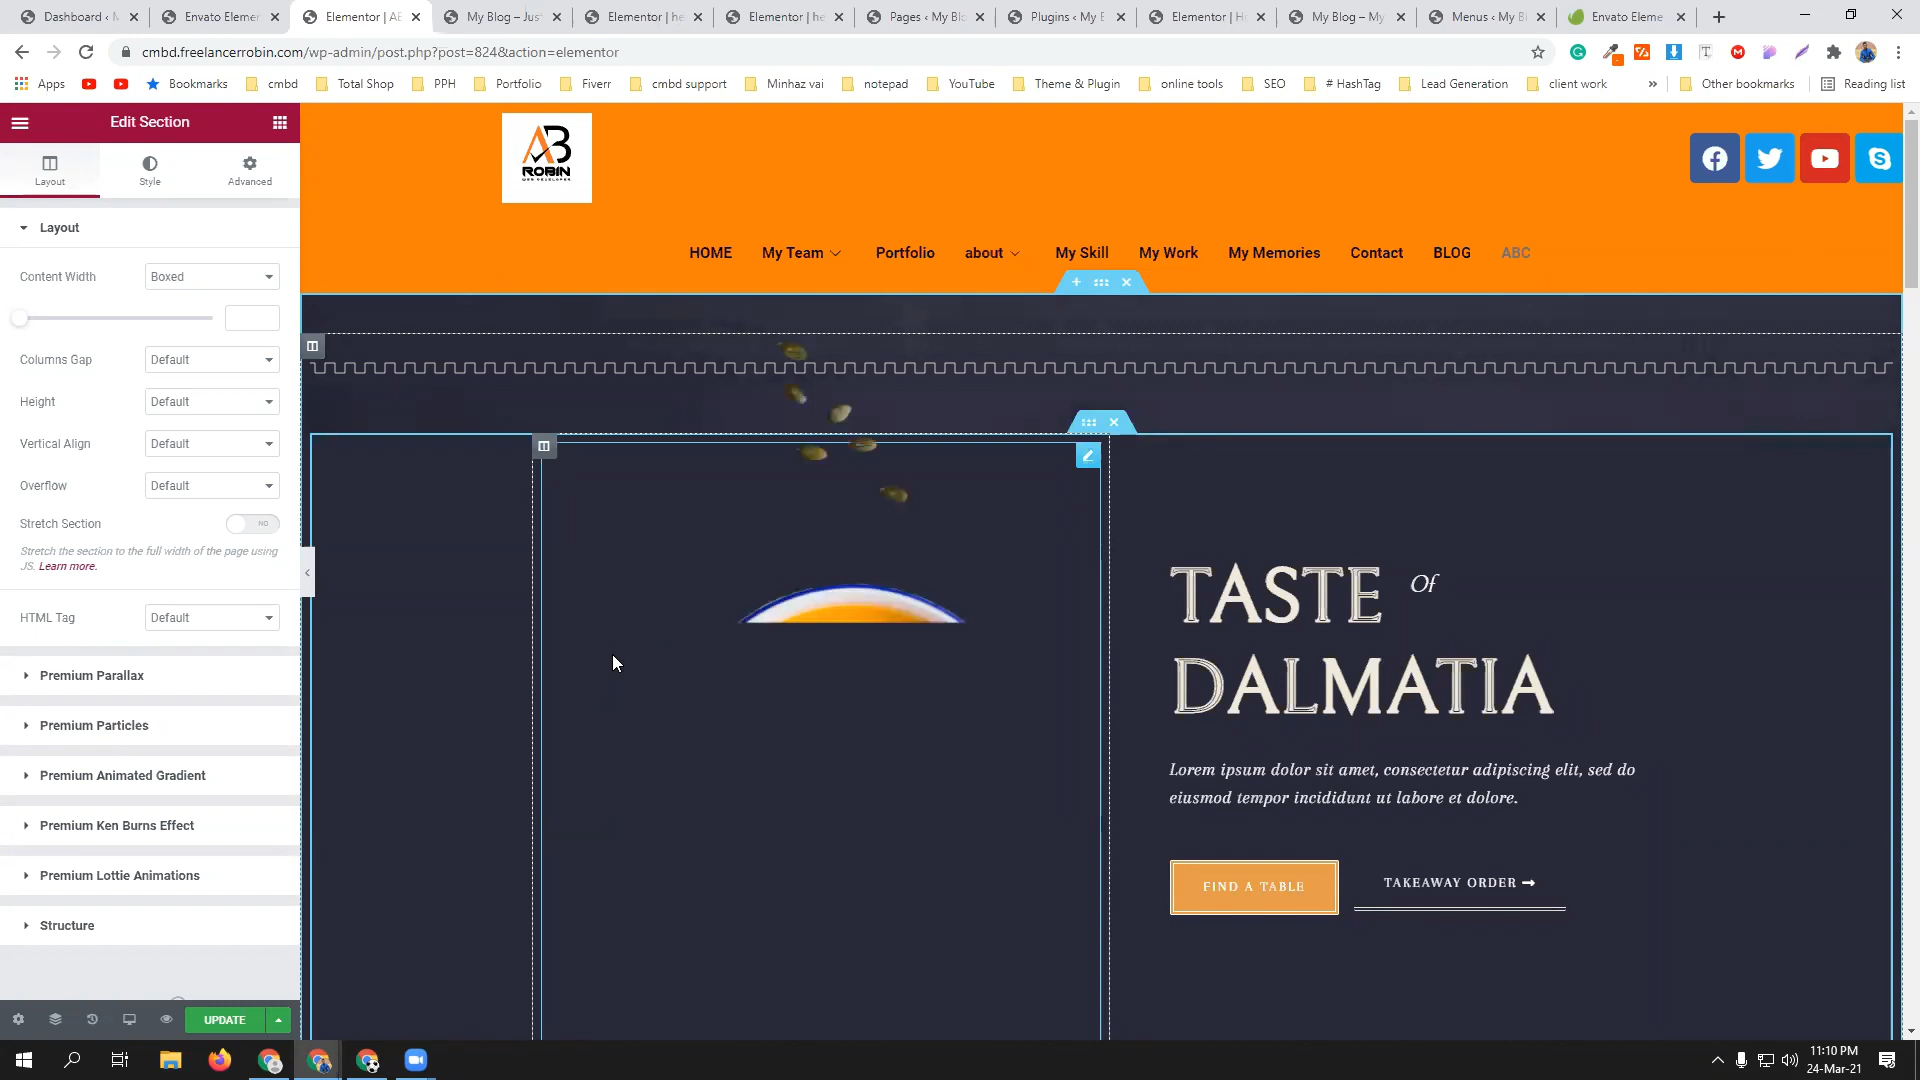 Dashboard ‹ M
Envato Elemen
Elementor | AB
My Blog – Jus
Elementor | he
Elementor | he
Pages ‹ My Bl
Plugins ‹ My B
Elementor | H
My Blog – My
Menus ‹ My B
Envato Eleme
cmbd.freelancerrobin.com/wp-admin/post.php?post=824&action=elementor
Apps
Bookmarks
cmbd
Total Shop
PPH
Portfolio
Fiverr
cmbd support
Minhaz vai
notepad
YouTube
Theme & Plugin
online tools
SEO
# HashTag
Lead Generation
client work
»
Other bookmarks
Reading list
Edit Section
Layout
Style
Advanced
Layout
Content Width
Boxed
Columns Gap
Default
Height
Default
Vertical Align
Default
Overflow
Default
Stretch Section
NO
Stretch the section to the full width of the page using
JS. Learn more.
HTML Tag
Default
Premium Parallax
Premium Particles
Premium Animated Gradient
Premium Ken Burns Effect
Premium Lottie Animations
Structure
UPDATE
AB
ROBIN
WEB DEVELOPER
HOME
My Team
Portfolio
about
My Skill
My Work
My Memories
Contact
BLOG
ABC
TASTE Of
DALMATIA
Lorem ipsum dolor sit amet, consectetur adipiscing elit, sed do
eiusmod tempor incididunt ut labore et dolore.
FIND A TABLE
TAKEAWAY ORDER
11:10 PM
24-Mar-21